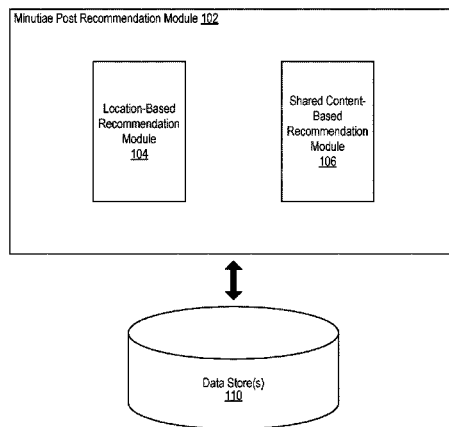 Minutiae Post Recommendation Module 102
Location-Based
Recommendation
Module
104
Shared Content-
Based
Recommendation
Module
106
Data Store(s)
110